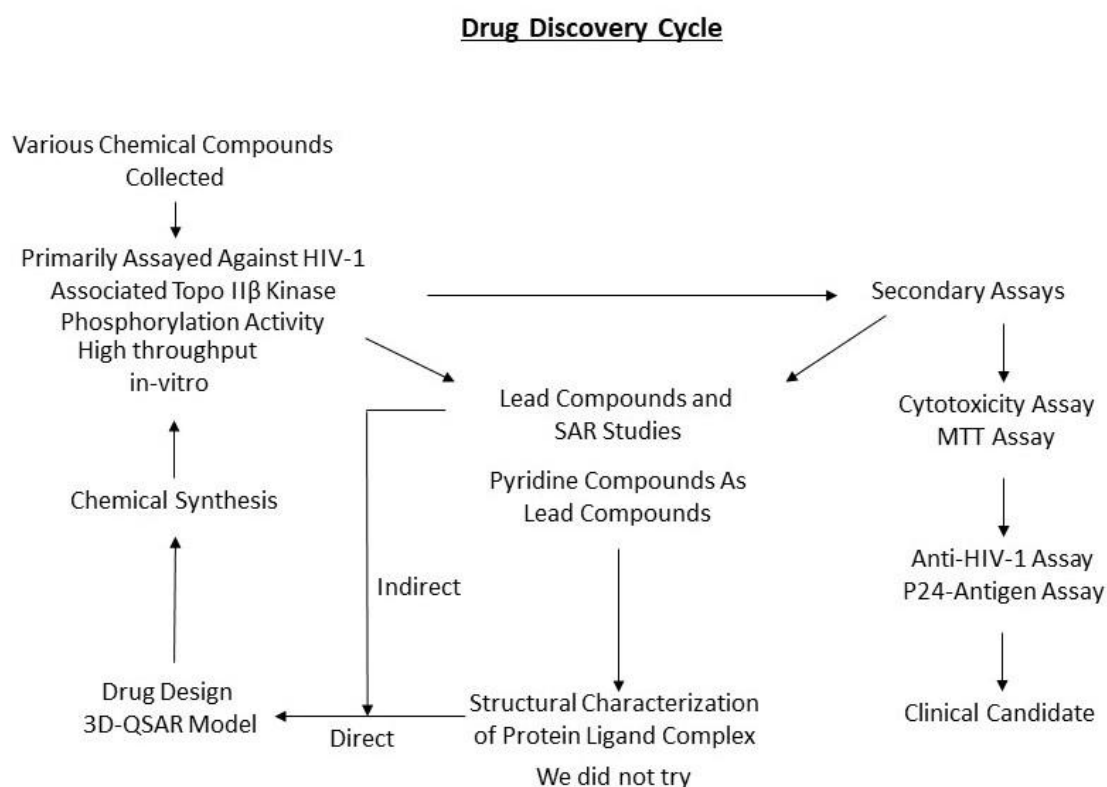 Drug Discovery Cycle
Various Chemical Compounds
Collected
Primarily Assayed Against HIV-1
Associated Topo IIβ Kinase
Phosphorylation Activity
High throughput
in-vitro
Secondary Assays
Lead Compounds and
SAR Studies
Cytotoxicity Assay
MTT Assay
Pyridine Compounds As
Lead Compounds
Chemical Synthesis
Indirect
Anti-HIV-1 Assay
P24-Antigen Assay
Drug Design
3D-QSAR Model
Direct
Structural Characterization
of Protein Ligand Complex
We did not try
Clinical Candidate